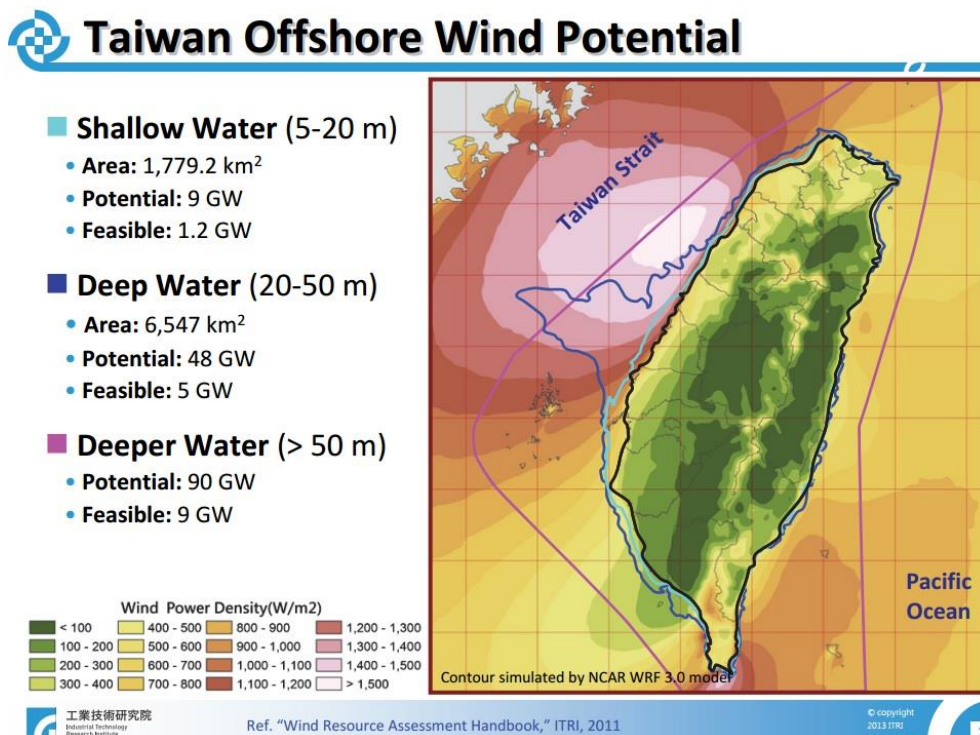 Taiwan Offshore Wind Potential
Shallow Water (5-20 m)
• Area: 1,779.2 km²
• Potential: 9 GW
• Feasible: 1.2 GW
Deep Water (20-50 m)
• Area: 6,547 km²
• Potential: 48 GW
• Feasible: 5 GW
Deeper Water (> 50 m)
• Potential: 90 GW
• Feasible: 9 GW
Taiwan Strait
Pacific
Ocean
Wind Power Density(W/m2)
< 100 400 - 500 800 - 900 1,200 - 1,300
100 - 200 500 - 600 900 - 1,000 1,300 - 1,400
200 - 300 600 - 700 1,000 - 1,100 1,400 - 1,500
300 - 400 700 - 800 1,100 - 1,200 > 1,500
Contour simulated by NCAR WRF 3.0 model
工業技術研究院
Industrial Technology
Research Institute
Ref. “Wind Resource Assessment Handbook,” ITRI, 2011
© copyright
2013 ITRI